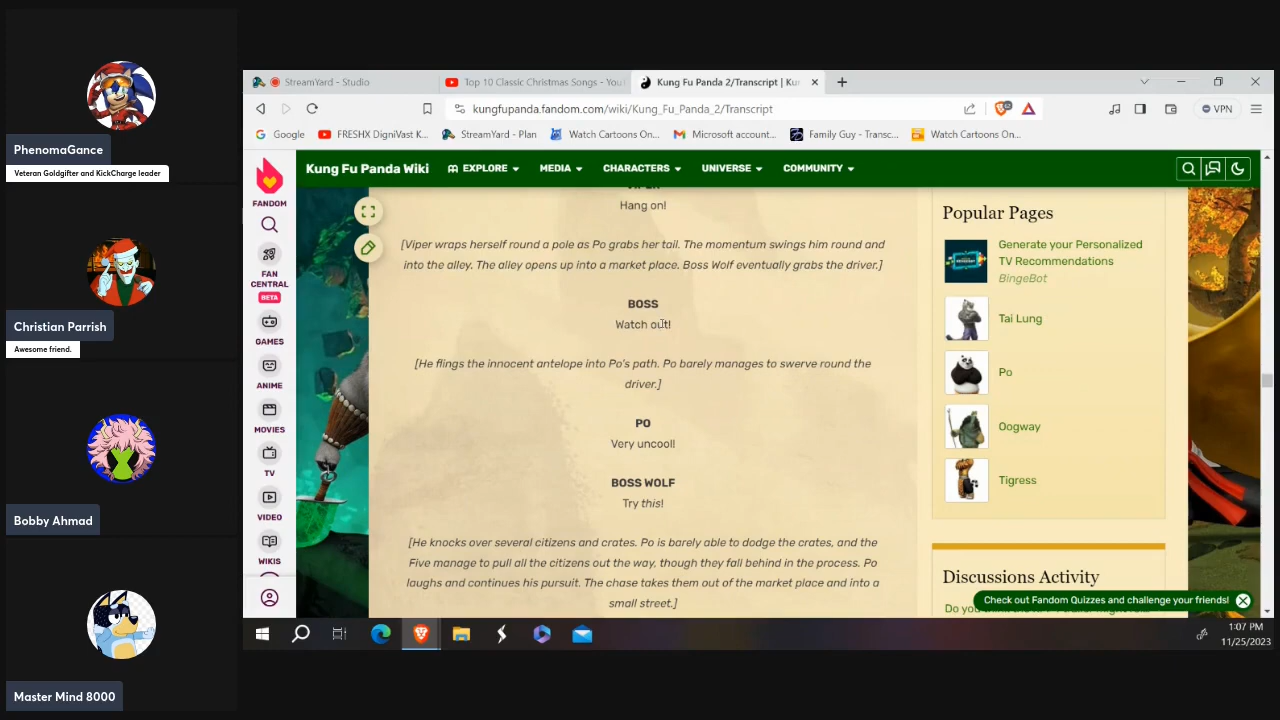 PhenomaGance
Veteran Goldgifter and KickCharge leader
Christian Parrish
Awesome friend.
Bobby Ahmad
Master Mind 8000
StreamYard - Studio
Top 10 Classic Christmas Songs - You
Kung Fu Panda 2/Transcript | Ku
kungfupanda.fandom.com/wiki/Kung_Fu_Panda_2/Transcript
VPN
Google
FRESHX DigniVast K...
StreamYard - Plan
Watch Cartoons On...
Microsoft account...
Family Guy - Transc...
Watch Cartoons On...
FANDOM
FAN CENTRAL
BETA
GAMES
ANIME
MOVIES
TV
VIDEO
WIKIS
Kung Fu Panda Wiki
EXPLORE
MEDIA
CHARACTERS
UNIVERSE
COMMUNITY
VIPER
Hang on!
[Viper wraps herself round a pole as Po grabs her tail. The momentum swings him round and
into the alley. The alley opens up into a market place. Boss Wolf eventually grabs the driver.]
BOSS
Watch out!
[He flings the innocent antelope into Po's path. Po barely manages to swerve round the
driver.]
PO
Very uncool!
BOSS WOLF
Try this!
[He knocks over several citizens and crates. Po is barely able to dodge the crates, and the
Five manage to pull all the citizens out the way, though they fall behind in the process. Po
laughs and continues his pursuit. The chase takes them out of the market place and into a
small street.]
Popular Pages
Generate your Personalized
TV Recommendations
BingeBot
Tai Lung
Po
Oogway
Tigress
Discussions Activity
Do you
Check out Fandom Quizzes and challenge your friends!
1:07 PM
11/25/2023